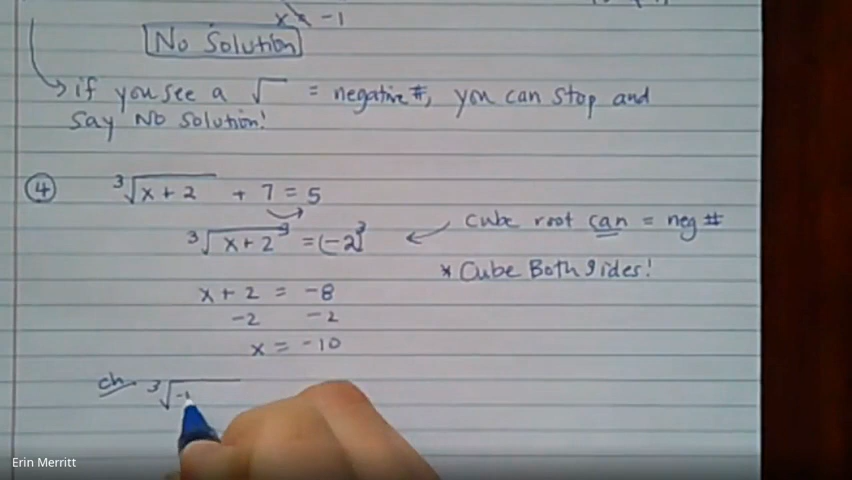 x -1
No Solution
if you see a √ = negative #, you can stop and
say No Solution!
④ ³√x + 2 + 7 = 5
³√x + 2³ = (-2)³
cube root can = neg #
* Cube Both Sides!
x + 2 = -8
-2 -2
x = -10
ch. ³√-1
Erin Merritt